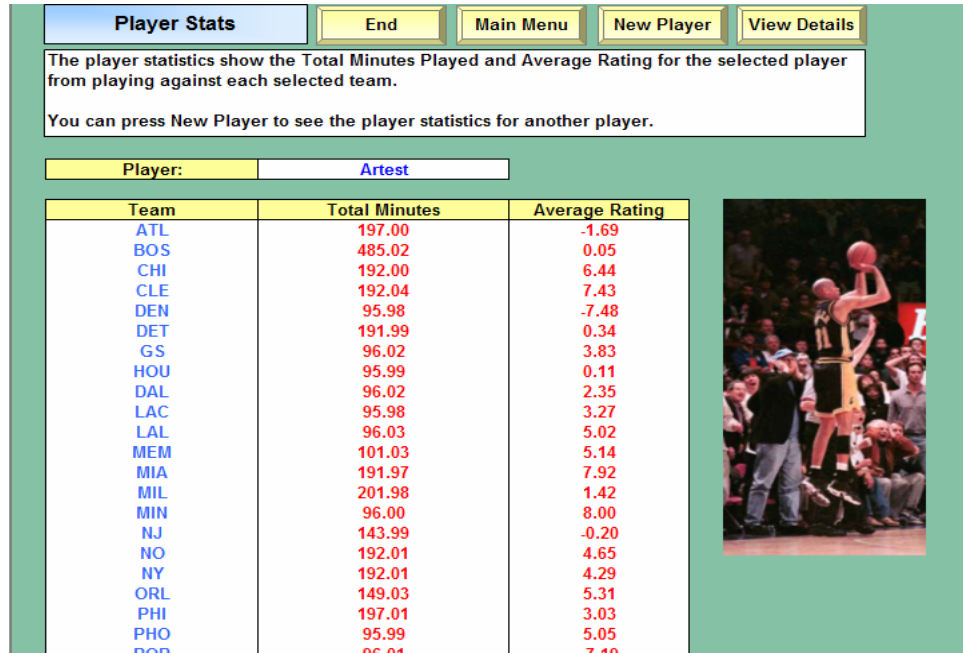 Player Stats End Main Menu New Player View Details
The player statistics show the Total Minutes Played and Average Rating for the selected player
from playing against each selected team.
You can press New Player to see the player statistics for another player.
Player: Artest
Team Total Minutes Average Rating
ATL 197.00 -1.69
BOS 485.02 0.05
CHI 192.00 6.44
CLE 192.04 7.43
DEN 95.98 -7.48
DET 191.99 0.34
GS 96.02 3.83
HOU 95.99 0.11
DAL 96.02 2.35
LAC 95.98 3.27
LAL 96.03 5.02
MEM 101.03 5.14
MIA 191.97 7.92
MIL 201.98 1.42
MIN 96.00 8.00
NJ 143.99 -0.20
NO 192.01 4.65
NY 192.01 4.29
ORL 149.03 5.31
PHI 197.01 3.03
PHO 95.99 5.05